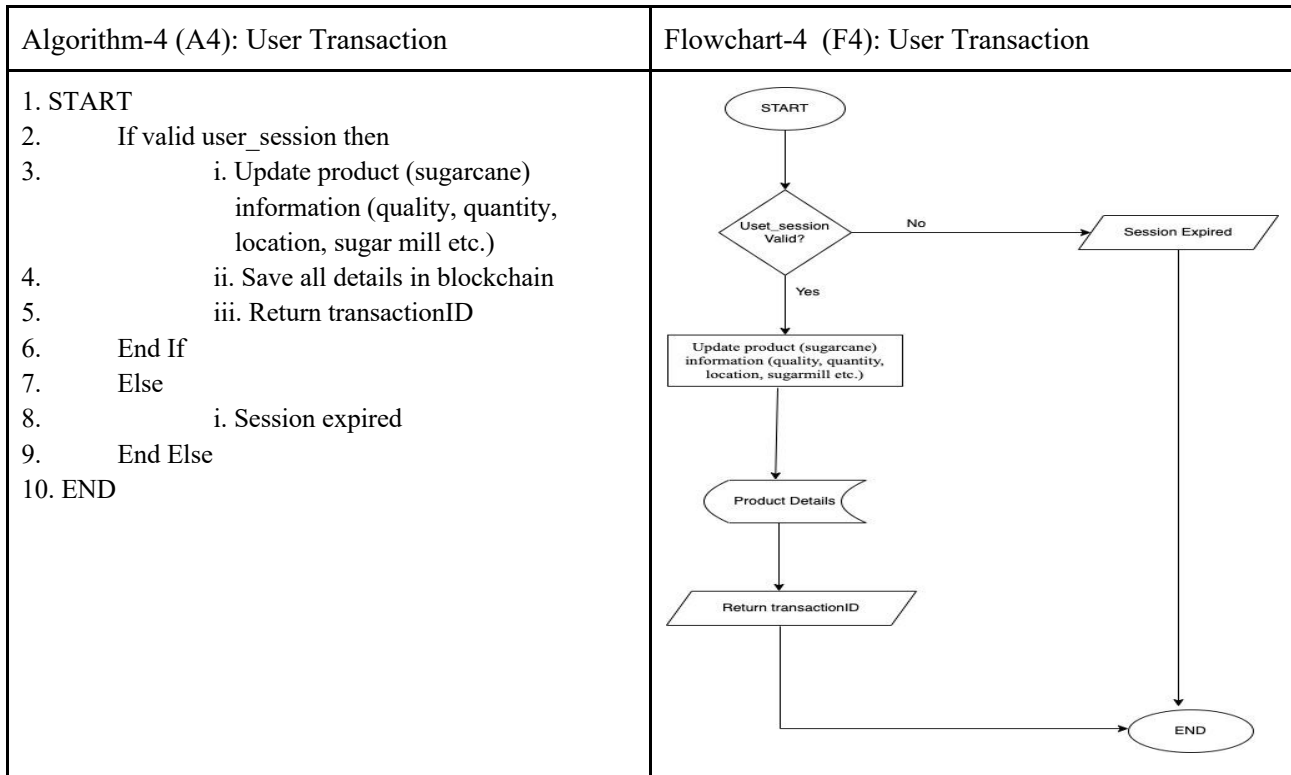 Algorithm-4 (A4): User Transaction
1. START
2. If valid user_session then
3. i. Update product (sugarcane)
information (quality, quantity,
location, sugar mill etc.)
4. ii. Save all details in blockchain
5. iii. Return transactionID
6. End If
7. Else
8. i. Session expired
9. End Else
10. END
Flowchart-4 (F4): User Transaction
START
Uset_session
Valid?
No
Session Expired
Yes
Update product (sugarcane)
information (quality, quantity,
location, sugarmill etc.)
Product Details
Return transactionID
END